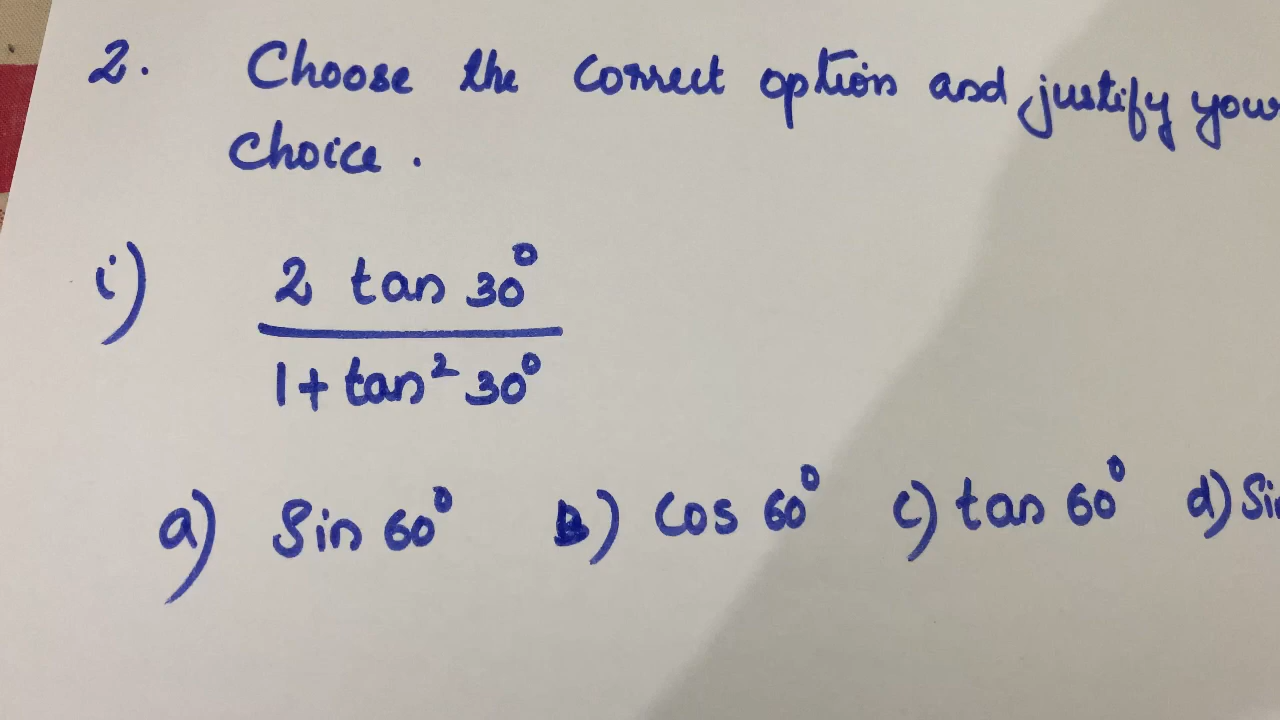 2. Choose the correct option and justify your
choice.
i) 2 tan 30°
1 + tan² 30°
a) Sin 60° b) Cos 60° c) tan 60° d)